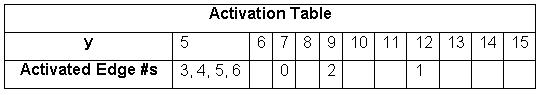 Activation Table
y 5 6 7 8 9 10 11 12 13 14 15
Activated Edge #s 3, 4, 5, 6 0 2 1